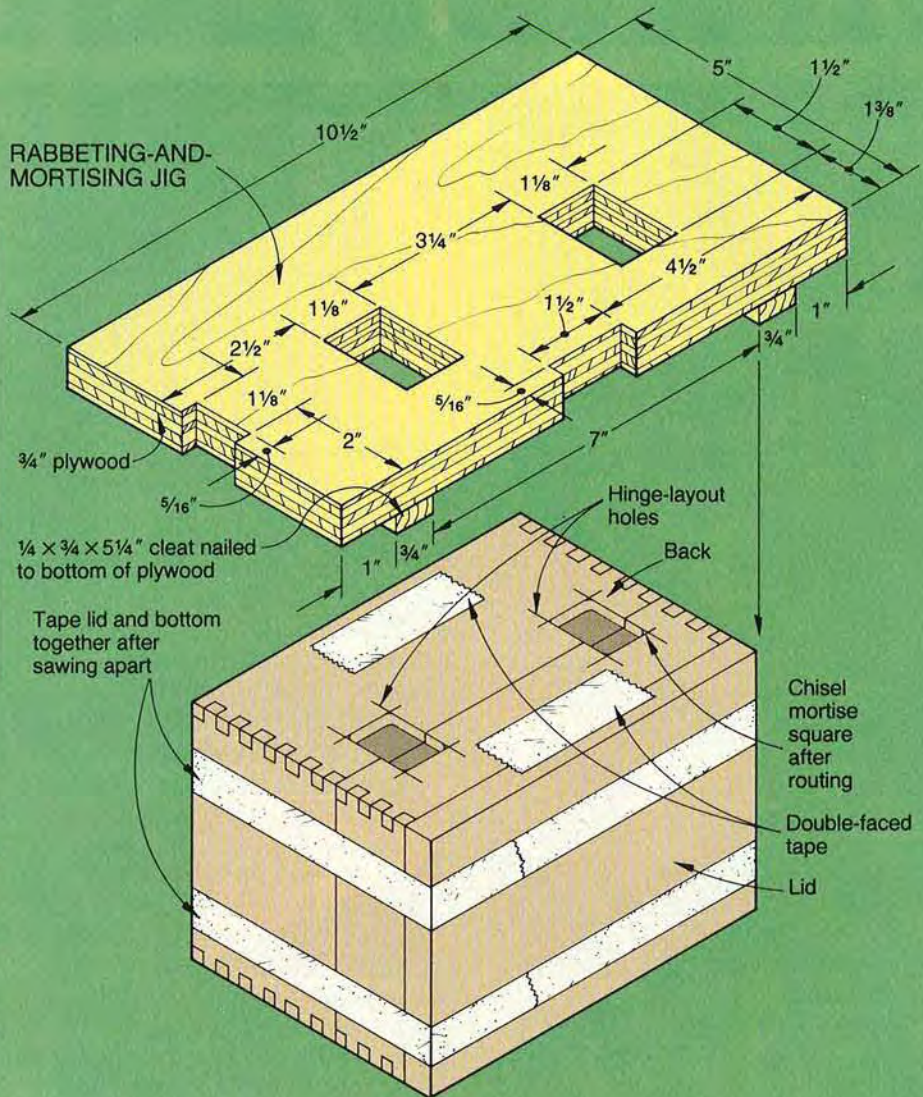 5″
1½″
1⅜″
10½″
RABBETING-AND-
MORTISING JIG
1⅛″
3¼″
4½″
1⅛″
1½″
1″
¾″
2½″
5/16″
1⅛″
2″
7″
¾″ plywood
5/16″
Hinge-layout
holes
¼ × ¾ × 5¼″ cleat nailed
to bottom of plywood
1″
¾″
Back
Tape lid and bottom
together after
sawing apart
Chisel
mortise
square
after
routing
Double-faced
tape
Lid